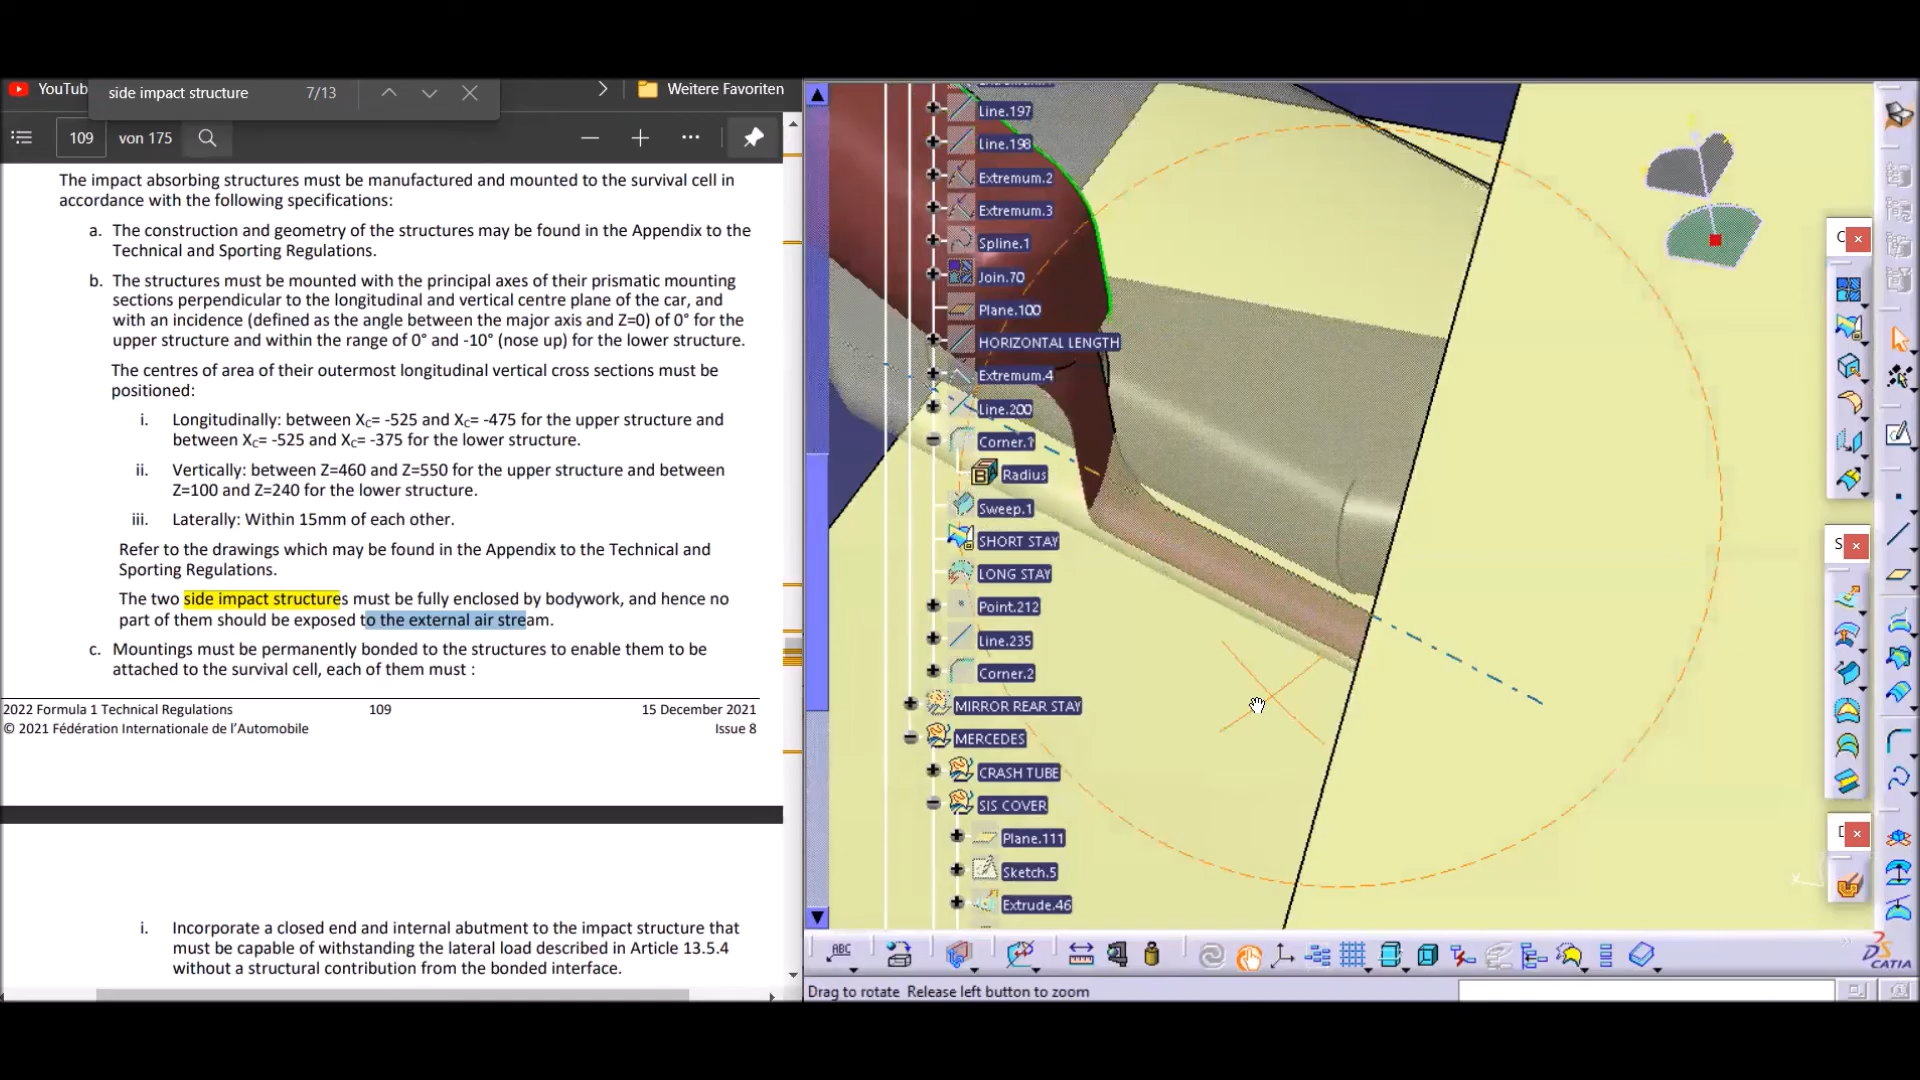 YouTub
side impact structure
7/13
Weitere Favoriten
109
von 175
The impact absorbing structures must be manufactured and mounted to the survival cell in
accordance with the following specifications:
a. The construction and geometry of the structures may be found in the Appendix to the
Technical and Sporting Regulations.
b. The structures must be mounted with the principal axes of their prismatic mounting
sections perpendicular to the longitudinal and vertical centre plane of the car, and
with an incidence (defined as the angle between the major axis and Z=0) of 0° for the
upper structure and within the range of 0° and -10° (nose up) for the lower structure.
The centres of area of their outermost longitudinal vertical cross sections must be
positioned:
i. Longitudinally: between XC= -525 and XC= -475 for the upper structure and
between XC= -525 and XC= -375 for the lower structure.
ii. Vertically: between Z=460 and Z=550 for the upper structure and between
Z=100 and Z=240 for the lower structure.
iii. Laterally: Within 15mm of each other.
Refer to the drawings which may be found in the Appendix to the Technical and
Sporting Regulations.
The two side impact structures must be fully enclosed by bodywork, and hence no
part of them should be exposed to the external air stream.
c. Mountings must be permanently bonded to the structures to enable them to be
attached to the survival cell, each of them must :
2022 Formula 1 Technical Regulations 109 15 December 2021
© 2021 Fédération Internationale de l'Automobile Issue 8
i. Incorporate a closed end and internal abutment to the impact structure that
must be capable of withstanding the lateral load described in Article 13.5.4
without a structural contribution from the bonded interface.
Line.197
Line.198
Extremum.2
Extremum.3
Spline.1
Join.70
Plane.100
HORIZONTAL LENGTH
Extremum.4
Line.200
Corner.1
Radius
Sweep.1
SHORT STAY
LONG STAY
Point.212
Line.235
Corner.2
MIRROR REAR STAY
MERCEDES
CRASH TUBE
SIS COVER
Plane.111
Sketch.5
Extrude.46
C
S
ABC
CATIA
Drag to rotate Release left button to zoom